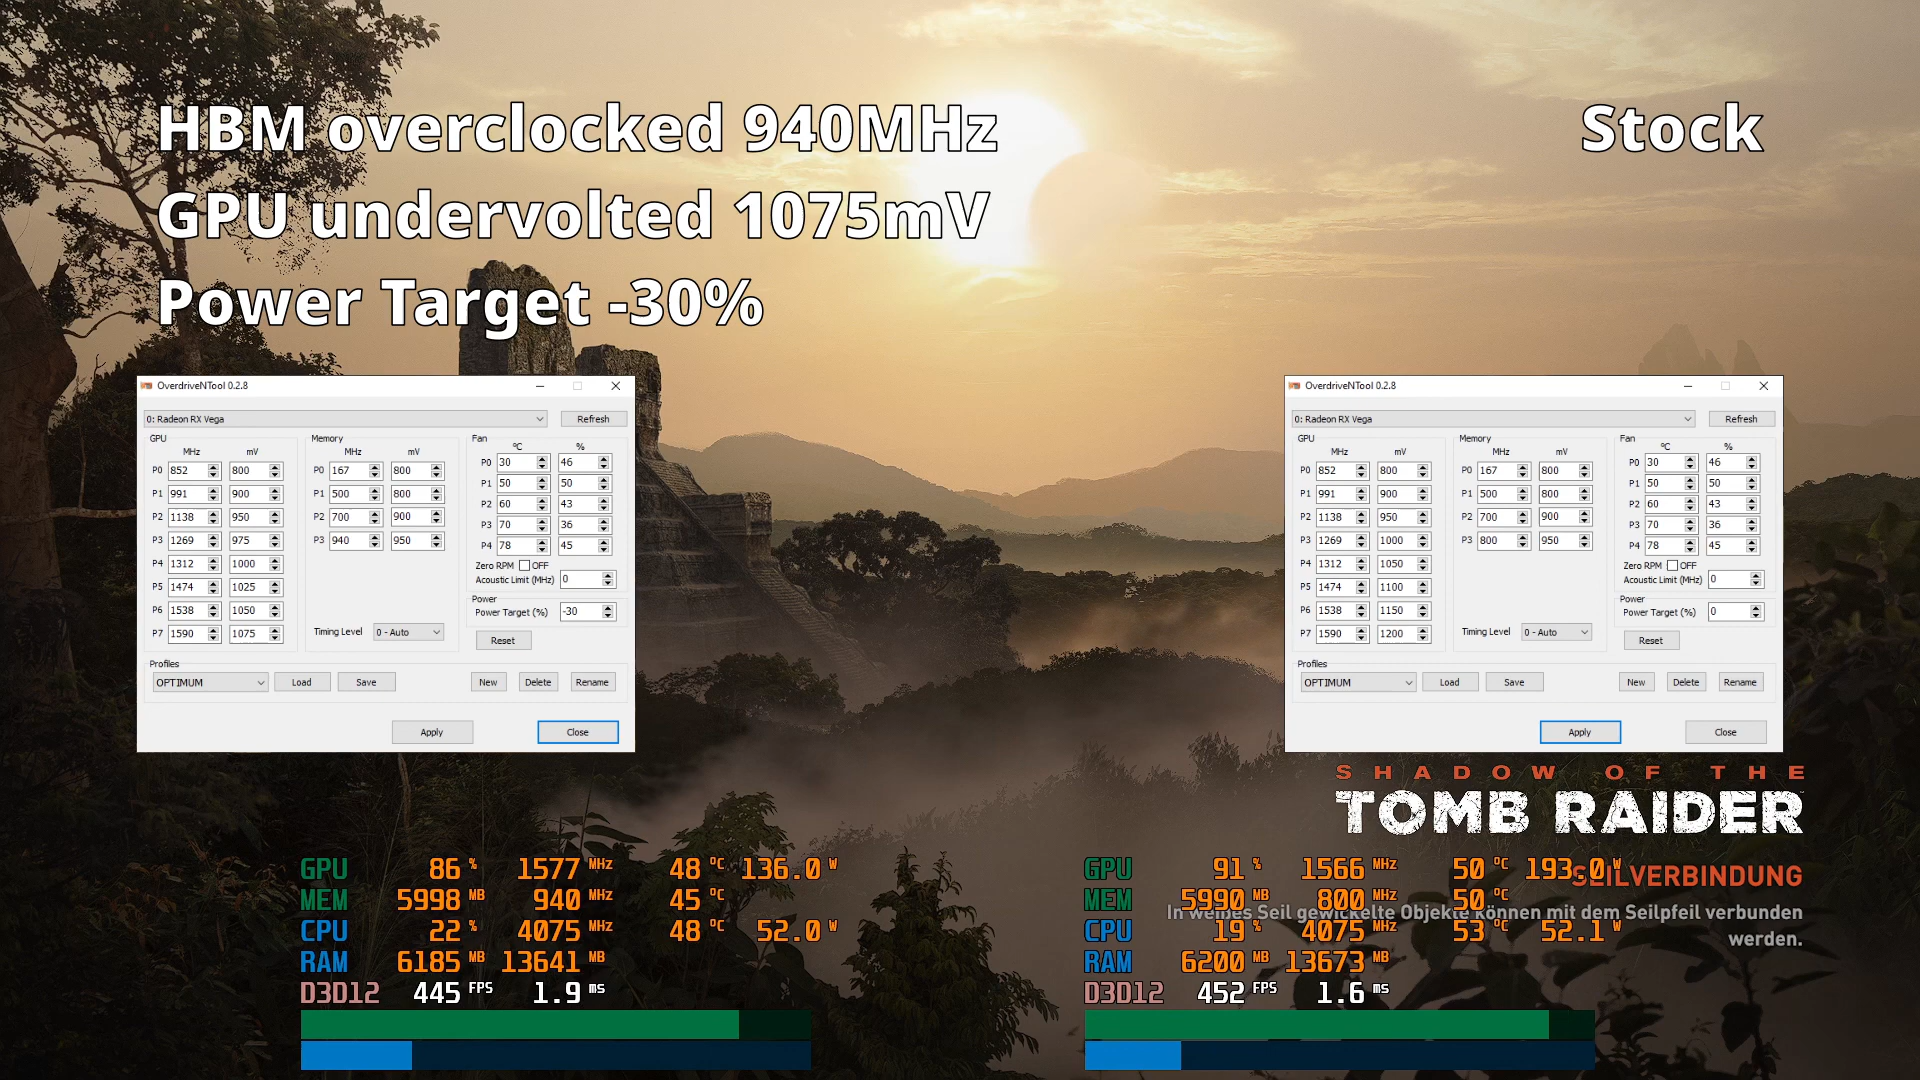 HBM overclocked 940MHz
GPU undervolted 1075mV
Power Target -30%
Stock
OverdriveNTool 0.2.8
0: Radeon RX Vega Refresh
GPU Memory Fan
MHz mV MHz mV ºC %
P0 852 800 P0 167 800 P0 30 46
P1 991 900 P1 500 800 P1 50 50
P2 1138 950 P2 700 900 P2 60 43
P3 1269 975 P3 940 950 P3 70 36
P4 1312 1000 P4 78 45
Zero RPM OFF
P5 1474 1025 Acoustic Limit (MHz) 0
Power
P6 1538 1050 Power Target (%) -30
P7 1590 1075 Timing Level 0 - Auto Reset
Profiles
OPTIMUM Load Save New Delete Rename
Apply Close
OverdriveNTool 0.2.8
0: Radeon RX Vega Refresh
GPU Memory Fan
MHz mV MHz mV ºC %
P0 852 800 P0 167 800 P0 30 46
P1 991 900 P1 500 800 P1 50 50
P2 1138 950 P2 700 900 P2 60 43
P3 1269 1000 P3 800 950 P3 70 36
P4 1312 1050 P4 78 45
Zero RPM OFF
P5 1474 1100 Acoustic Limit (MHz) 0
Power
P6 1538 1150 Power Target (%) 0
P7 1590 1200 Timing Level 0 - Auto Reset
Profiles
OPTIMUM Load Save New Delete Rename
Apply Close
SHADOW OF THE
TOMB RAIDER
SEILVERBINDUNG
In weißes Seil gewickelte Objekte können mit dem Seilpfeil verbunden
werden.
GPU 86 % 1577 MHz 48 ºC 136.0 W
MEM 5998 MB 940 MHz 45 ºC
CPU 22 % 4075 MHz 48 ºC 52.0 W
RAM 6185 MB 13641 MB
D3D12 445 FPS 1.9 ms
GPU 91 % 1566 MHz 50 ºC 193.0 W
MEM 5990 MB 800 MHz 50 ºC
CPU 19 % 4075 MHz 53 ºC 52.1 W
RAM 6200 MB 13673 MB
D3D12 452 FPS 1.6 ms